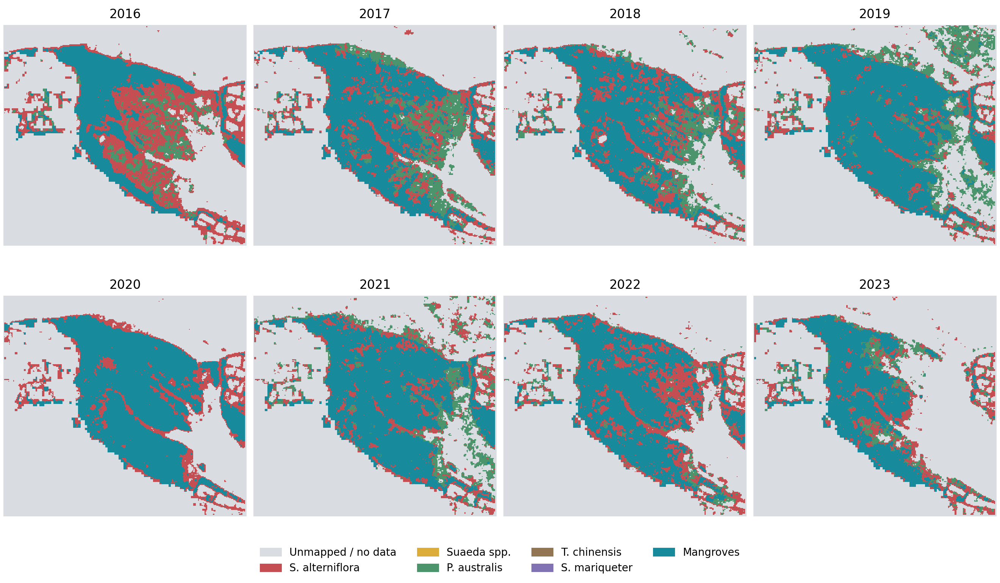 2016 2017 2018 2019
2020 2021 2022 2023
Unmapped / no data Suaeda spp. T. chinensis Mangroves
S. alterniflora P. australis S. mariqueter